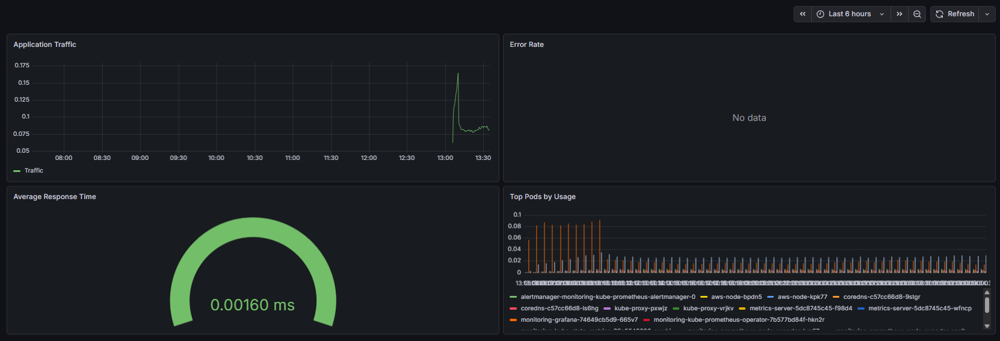 Last 6 hours
Refresh
Application Traffic
0.175
0.15
0.125
0.1
0.075
0.05
08:00 08:30 09:00 09:30 10:00 10:30 11:00 11:30 12:00 12:30 13:00 13:30
Traffic
Error Rate
No data
Average Response Time
0.00160 ms
Top Pods by Usage
0.1
0.08
0.06
0.04
0.02
0
alertmanager-monitoring-kube-prometheus-alertmanager-0 aws-node-bpdn5 aws-node-kpk77 coredns-c57cc66d8-9stgr
coredns-c57cc66d8-ls6hg kube-proxy-pxwjz kube-proxy-vrjkv metrics-server-5dc8745c45-f98d4 metrics-server-5dc8745c45-wfncp
monitoring-grafana-74649cb5d9-665v7 monitoring-kube-prometheus-operator-7b577bd84f-hkn2r